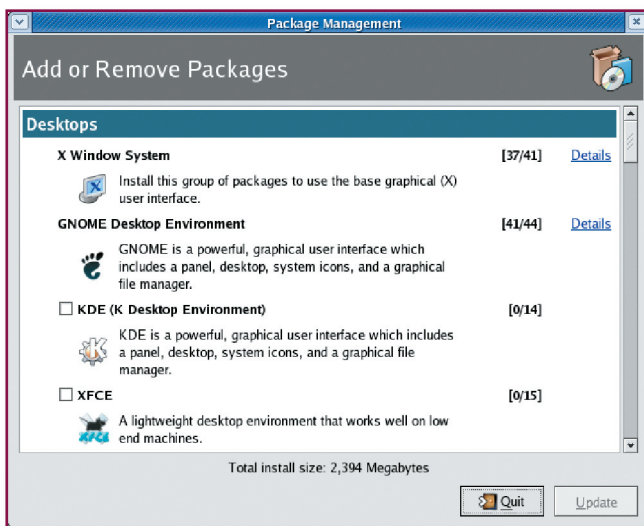 Package Management
Add or Remove Packages
Desktops
X Window System [37/41] Details
Install this group of packages to use the base graphical (X)
user interface.
GNOME Desktop Environment [41/44] Details
GNOME is a powerful, graphical user interface which
includes a panel, desktop, system icons, and a graphical
file manager.
KDE (K Desktop Environment) [0/14]
KDE is a powerful, graphical user interface which includes
a panel, desktop, system icons, and a graphical file
manager.
XFCE [0/15]
A lightweight desktop environment that works well on low
end machines.
Total install size: 2,394 Megabytes
Quit Update